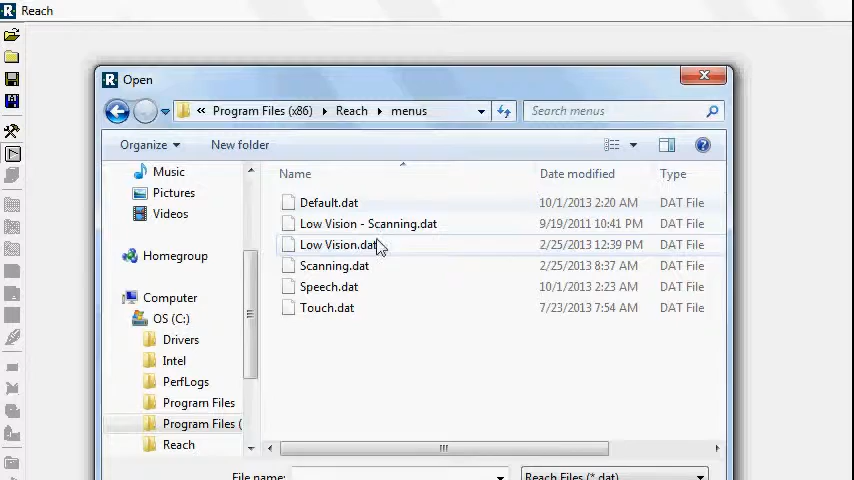 Reach
Open
« Program Files (x86) Reach menus
Search menus
Organize
New folder
Name Date modified Type
Music
Pictures
Videos
Homegroup
Computer
OS (C:)
Drivers
Intel
PerfLogs
Program Files
Program Files (
Reach
Default.dat 10/1/2013 2:20 AM DAT File
Low Vision - Scanning.dat 9/19/2011 10:41 PM DAT File
Low Vision.dat 2/25/2013 12:39 PM DAT File
Scanning.dat 2/25/2013 8:37 AM DAT File
Speech.dat 10/1/2013 2:23 AM DAT File
Touch.dat 7/23/2013 7:54 AM DAT File
File name:
Reach Files (*.dat)